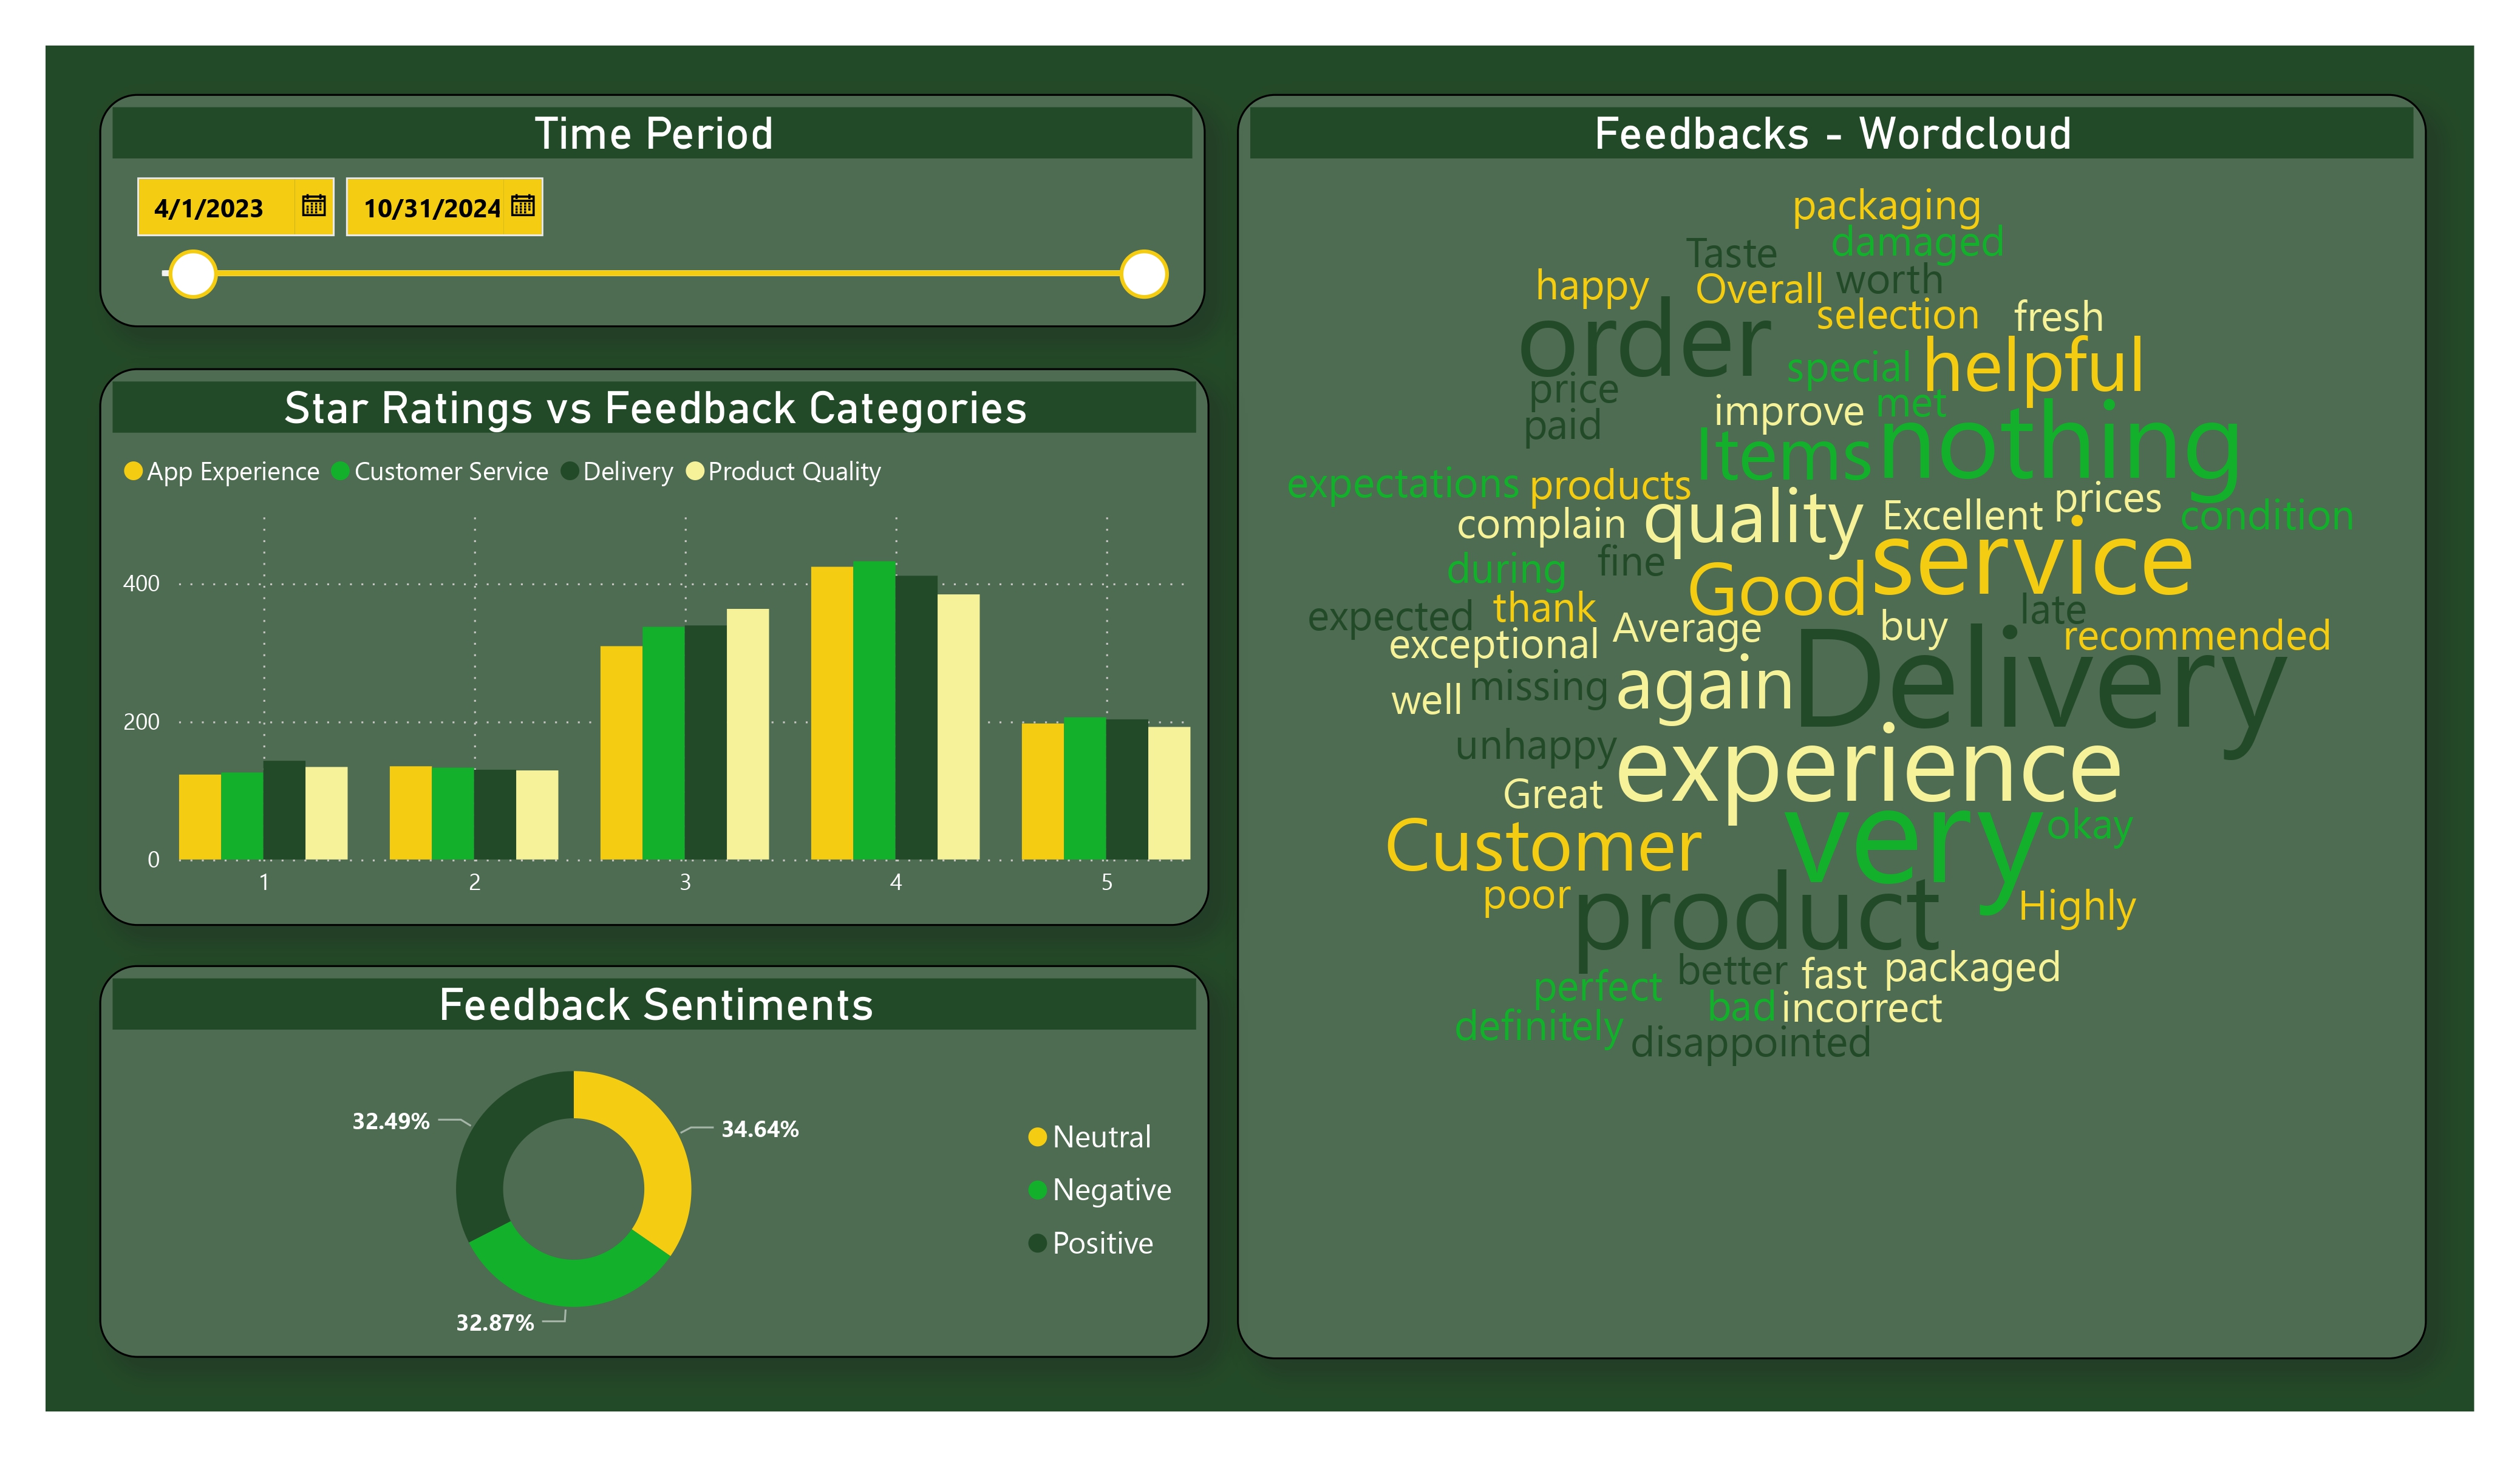 Time Period
4/1/2023 10/31/2024
Star Ratings vs Feedback Categories
App Experience Customer Service Delivery Product Quality
400
200
0
1 2 3 4 5
Feedback Sentiments
32.49%
34.64%
32.87%
Neutral
Negative
Positive
Feedbacks - Wordcloud
packaging
damaged
Taste
worth
happy
Overall
selection
fresh
order
helpful
special
price
met
improve
paid
nothing
Items
expectations
products
prices
quality
Excellent
condition
complain
service
fine
during
Good
thank
late
expected
Average
buy
recommended
exceptional
Delivery
again
missing
well
unhappy
experience
Great
very
okay
Customer
poor
Highly
product
packaged
better
fast
perfect
bad
incorrect
definitely
disappointed